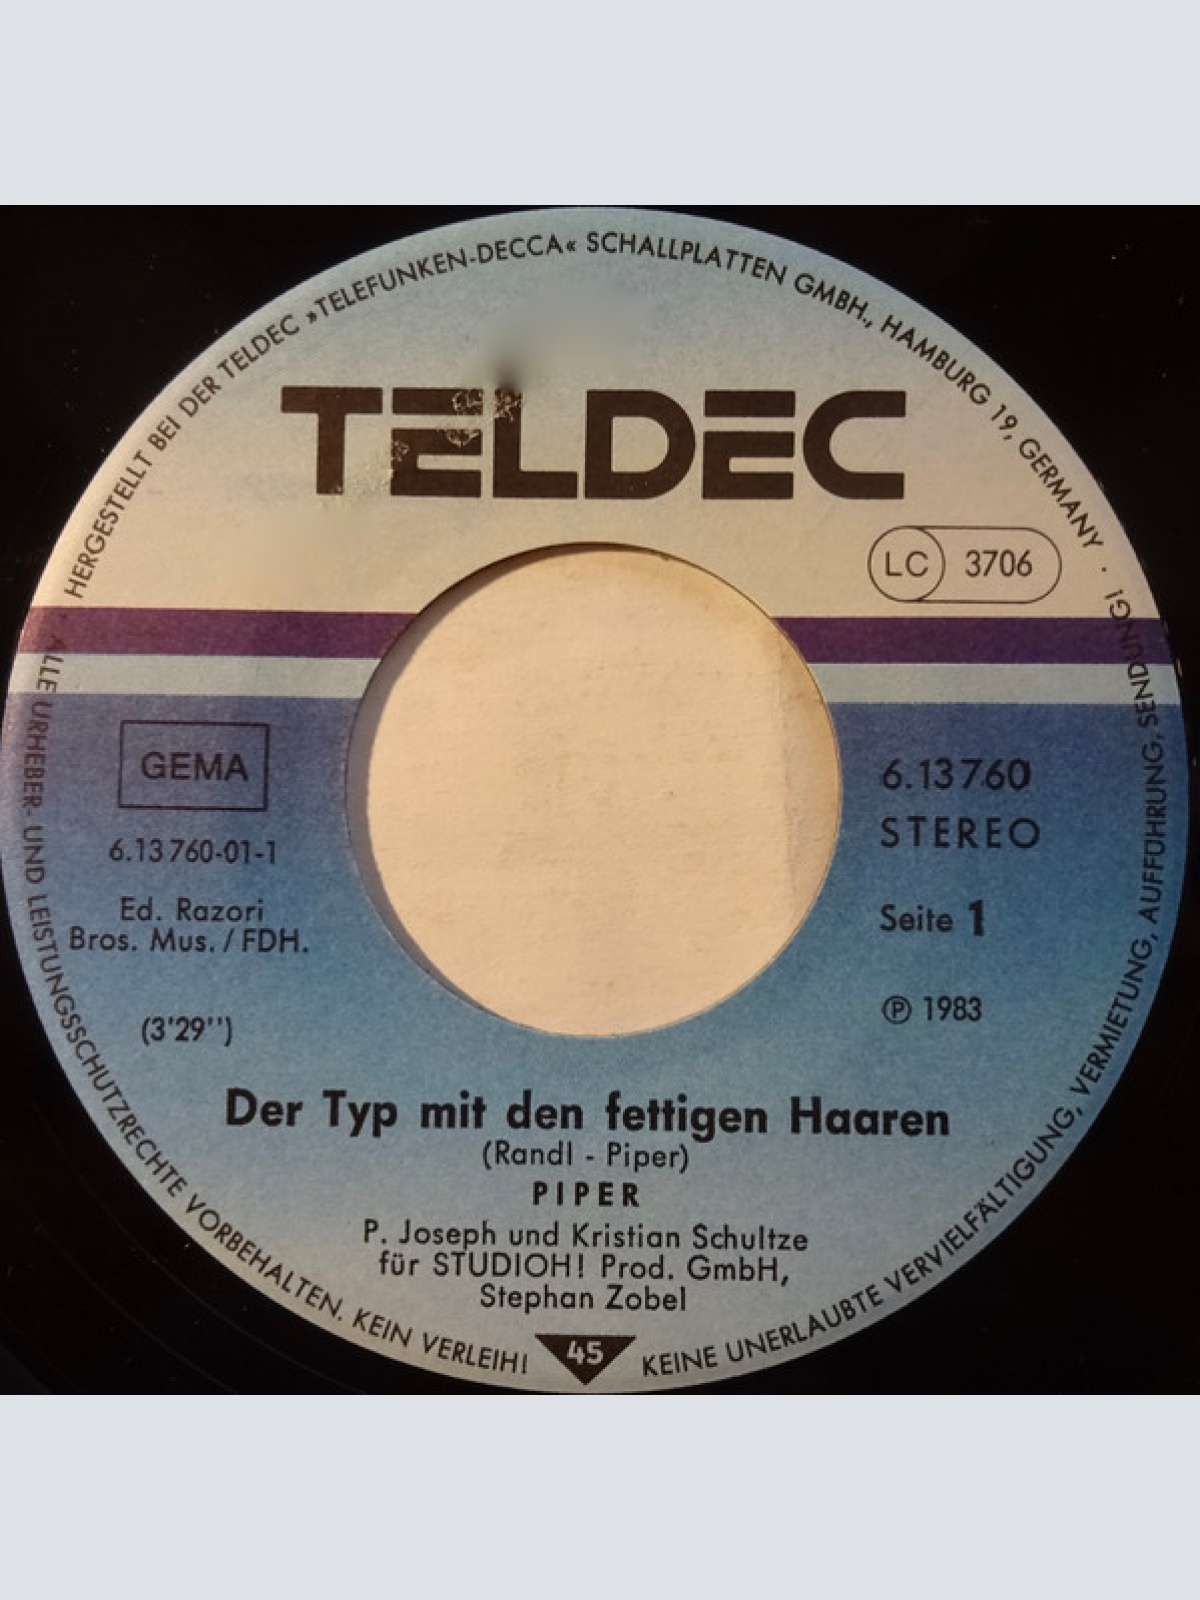 HERGESTELLT BEI DER TELDEC »TELEFUNKEN-DECCA« SCHALLPLATTEN GMBH., HAMBURG 19, GERMANY ·
TELDEC
LC 3706
GEMA
6.13760
STEREO
6.13760-01-1
Ed. Razori
Bros. Mus. / FDH.
Seite 1
(3'29'')
℗ 1983
Der Typ mit den fettigen Haaren
(Randl - Piper)
PIPER
P. Joseph und Kristian Schultze
für STUDIOH! Prod. GmbH,
Stephan Zobel
45
ALLE URHEBER- UND LEISTUNGSSCHUTZRECHTE VORBEHALTEN. KEIN VERLEIH! KEINE UNERLAUBTE VERVIELFÄLTIGUNG, VERMIETUNG, AUFFÜHRUNG, SENDUNG!